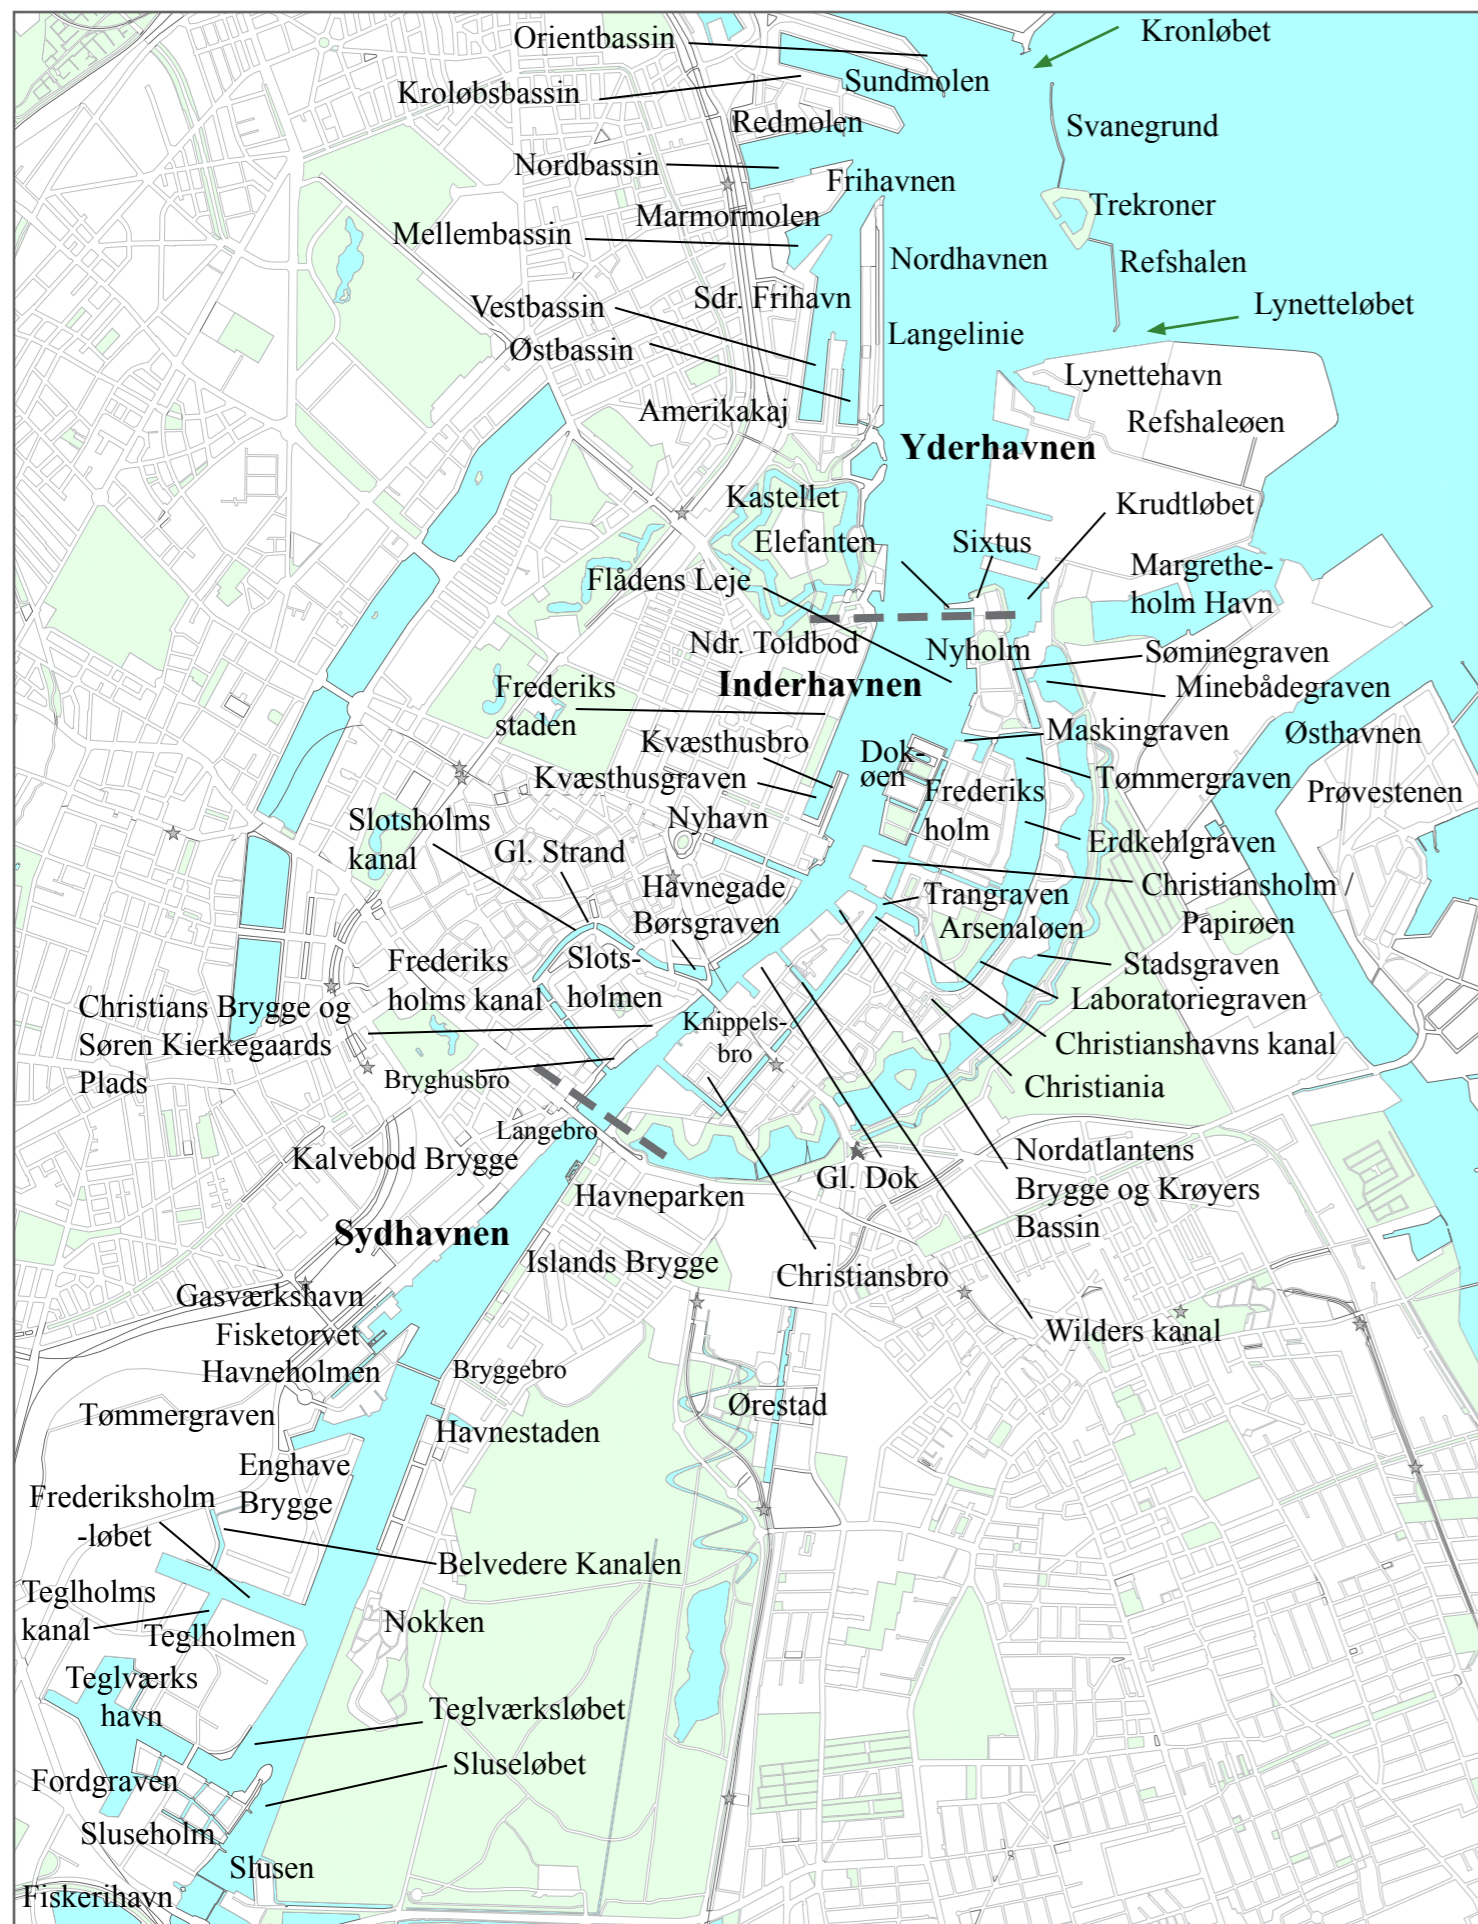 Orientbassin
Kronløbet
Kroløbsbassin
Sundmolen
Redmolen
Svanegrund
Nordbassin
Frihavnen
Trekroner
Marmormolen
Mellembassin
Nordhavnen
Refshalen
Vestbassin
Sdr. Frihavn
Lynetteløbet
Østbassin
Langelinie
Lynettehavn
Amerikakaj
Refshaleøen
Yderhavnen
Kastellet
Krudtløbet
Elefanten
Sixtus
Flådens Leje
Margrethe-
holm Havn
Ndr. Toldbod
Nyholm
Søminegraven
Inderhavnen
Minebådegraven
Frederiks
staden
Kvæsthusbro
Maskingraven
Østhavnen
Kvæsthusgraven
Dok-
øen
Tømmergraven
Prøvestenen
Frederiks
holm
Slotsholms
kanal
Nyhavn
Gl. Strand
Erdkehlgraven
Havnegade
Christiansholm /
Papirøen
Børsgraven
Trangraven
Arsenaløen
Frederiks
holms kanal
Slots-
holmen
Stadsgraven
Laboratoriegraven
Christians Brygge og
Søren Kierkegaards
Plads
Knippels-
bro
Christianshavns kanal
Bryghusbro
Christiania
Langebro
Kalvebod Brygge
Nordatlantens
Brygge og Krøyers
Bassin
Gl. Dok
Havneparken
Sydhavnen
Islands Brygge
Christiansbro
Gasværkshavn
Fisketorvet
Wilders kanal
Havneholmen
Bryggebro
Tømmergraven
Ørestad
Havnestaden
Enghave
Brygge
Frederiksholm
-løbet
Belvedere Kanalen
Teglholms
kanal
Teglholmen
Nokken
Teglværks
havn
Teglværksløbet
Sluseløbet
Fordgraven
Sluseholm
Slusen
Fiskerihavn